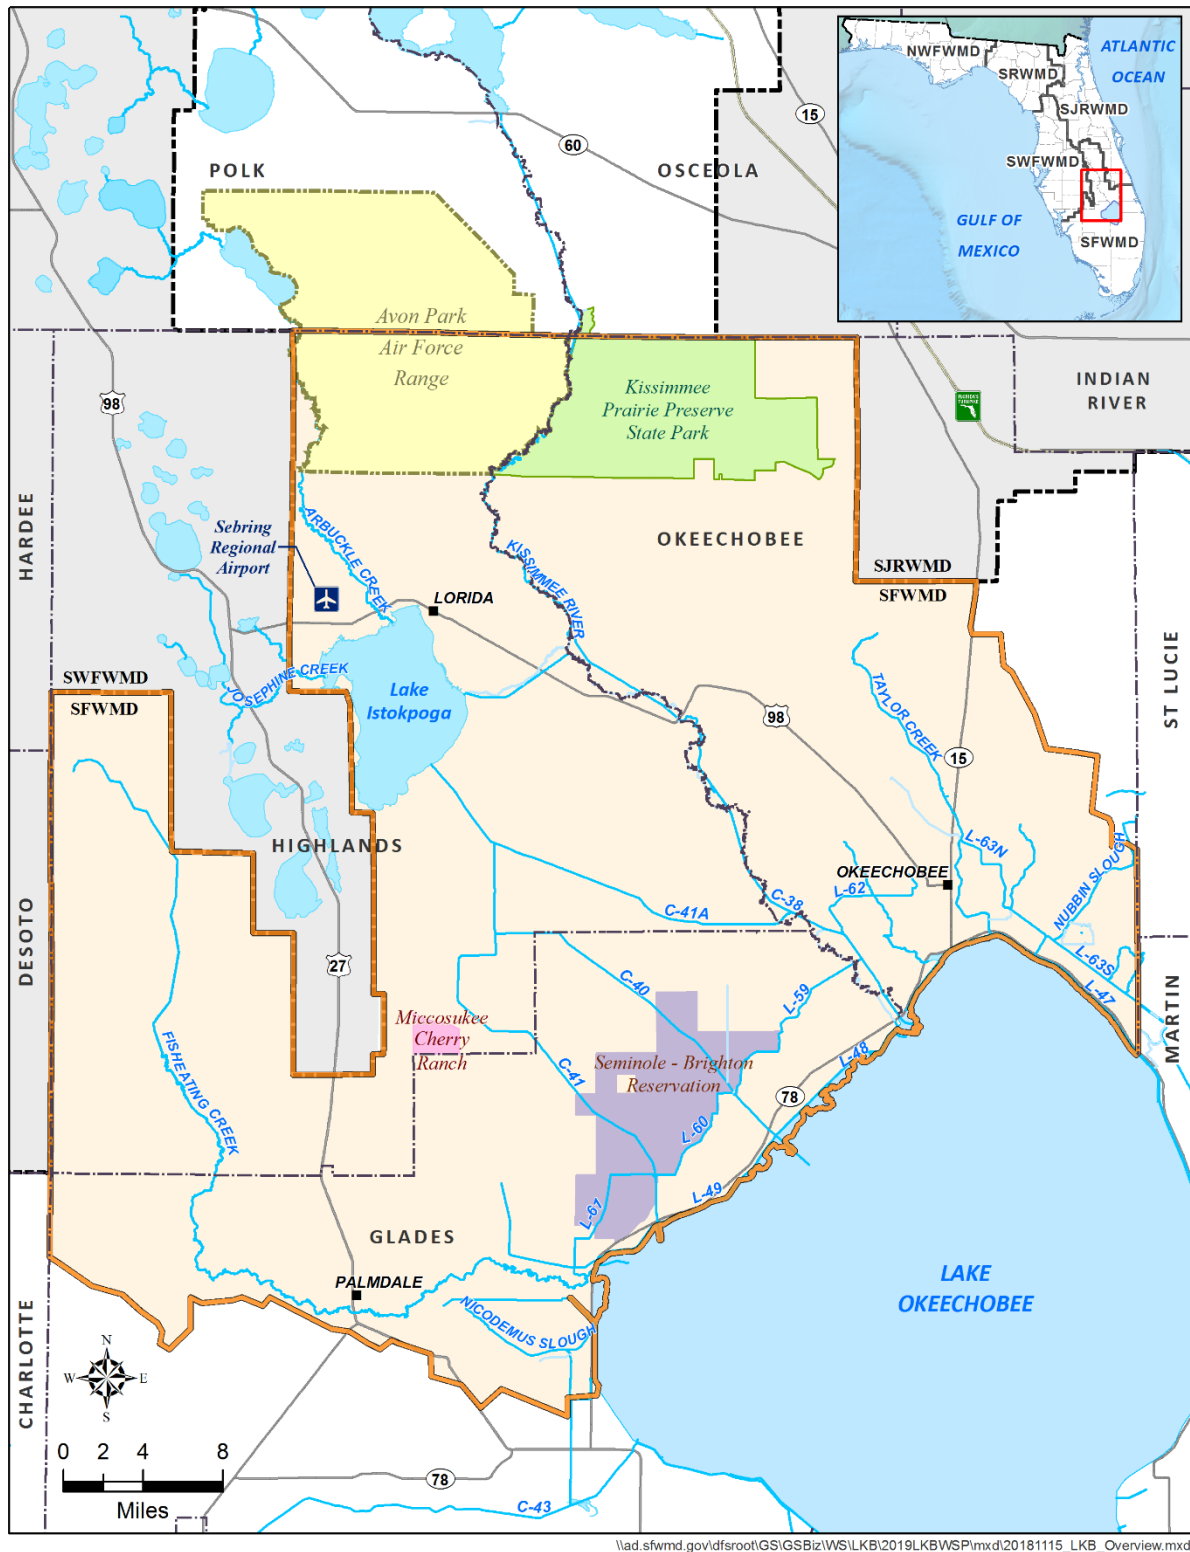 NWFWMD
ATLANTIC
OCEAN
SRWMD
SJRWMD
SWFWMD
GULF OF
MEXICO
SFWMD
15
60
POLK
OSCEOLA
Avon Park
Air Force
Range
Kissimmee
Prairie Preserve
State Park
INDIAN
RIVER
98
HARDEE
Sebring
Regional
Airport
ARBUCKLE CREEK
KISSIMMEE RIVER
OKEECHOBEE
SJRWMD
SFWMD
LORIDA
SWFWMD
SFWMD
JOSEPHINE CREEK
Lake
Istokpoga
98
TAYLOR CREEK
15
ST LUCIE
HIGHLANDS
L-63N
NUBBIN SLOUGH
OKEECHOBEE
L-62
C-38
C-41A
DESOTO
27
C-40
L-59
L-63S
L-47
MARTIN
Miccosukee
Cherry
Ranch
FISHEATING CREEK
C-41
Seminole - Brighton
Reservation
L-48
78
L-60
L-49
L-61
GLADES
PALMDALE
NICODEMUS SLOUGH
LAKE
OKEECHOBEE
CHARLOTTE
N
W
E
S
0 2 4 8
Miles
78
C-43
\\ad.sfwmd.gov\dfsroot\GS\GSBiz\WS\LKB\2019LKBWSP\mxd\20181115_LKB_Overview.mxd